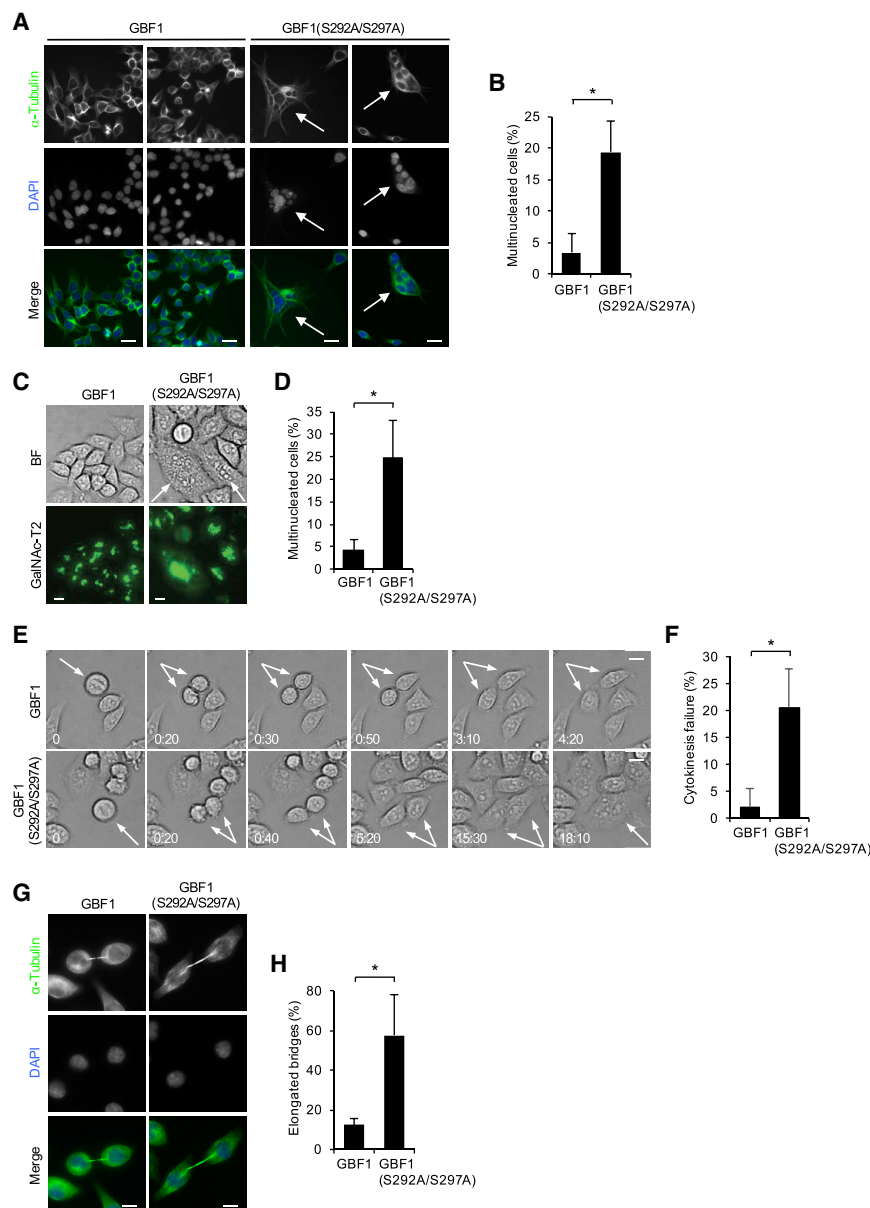 A
GBF1
GBF1(S292A/S297A)
α-Tubulin
DAPI
Merge
B
Multinucleated cells (%)
25
20
15
10
5
0
*
GBF1
GBF1
(S292A/S297A)
C
GBF1
GBF1
(S292A/S297A)
BF
GalNAc-T2
D
Multinucleated cells (%)
35
30
25
20
15
10
5
0
*
GBF1
GBF1
(S292A/S297A)
E
GBF1
0
0:20
0:30
0:50
3:10
4:20
GBF1
(S292A/S297A)
0
0:20
0:40
5:20
15:30
18:10
F
Cytokinesis failure (%)
30
25
20
15
10
5
0
*
GBF1
GBF1
(S292A/S297A)
G
GBF1
GBF1
(S292A/S297A)
α-Tubulin
DAPI
Merge
H
Elongated bridges (%)
80
60
40
20
0
*
GBF1
GBF1
(S292A/S297A)